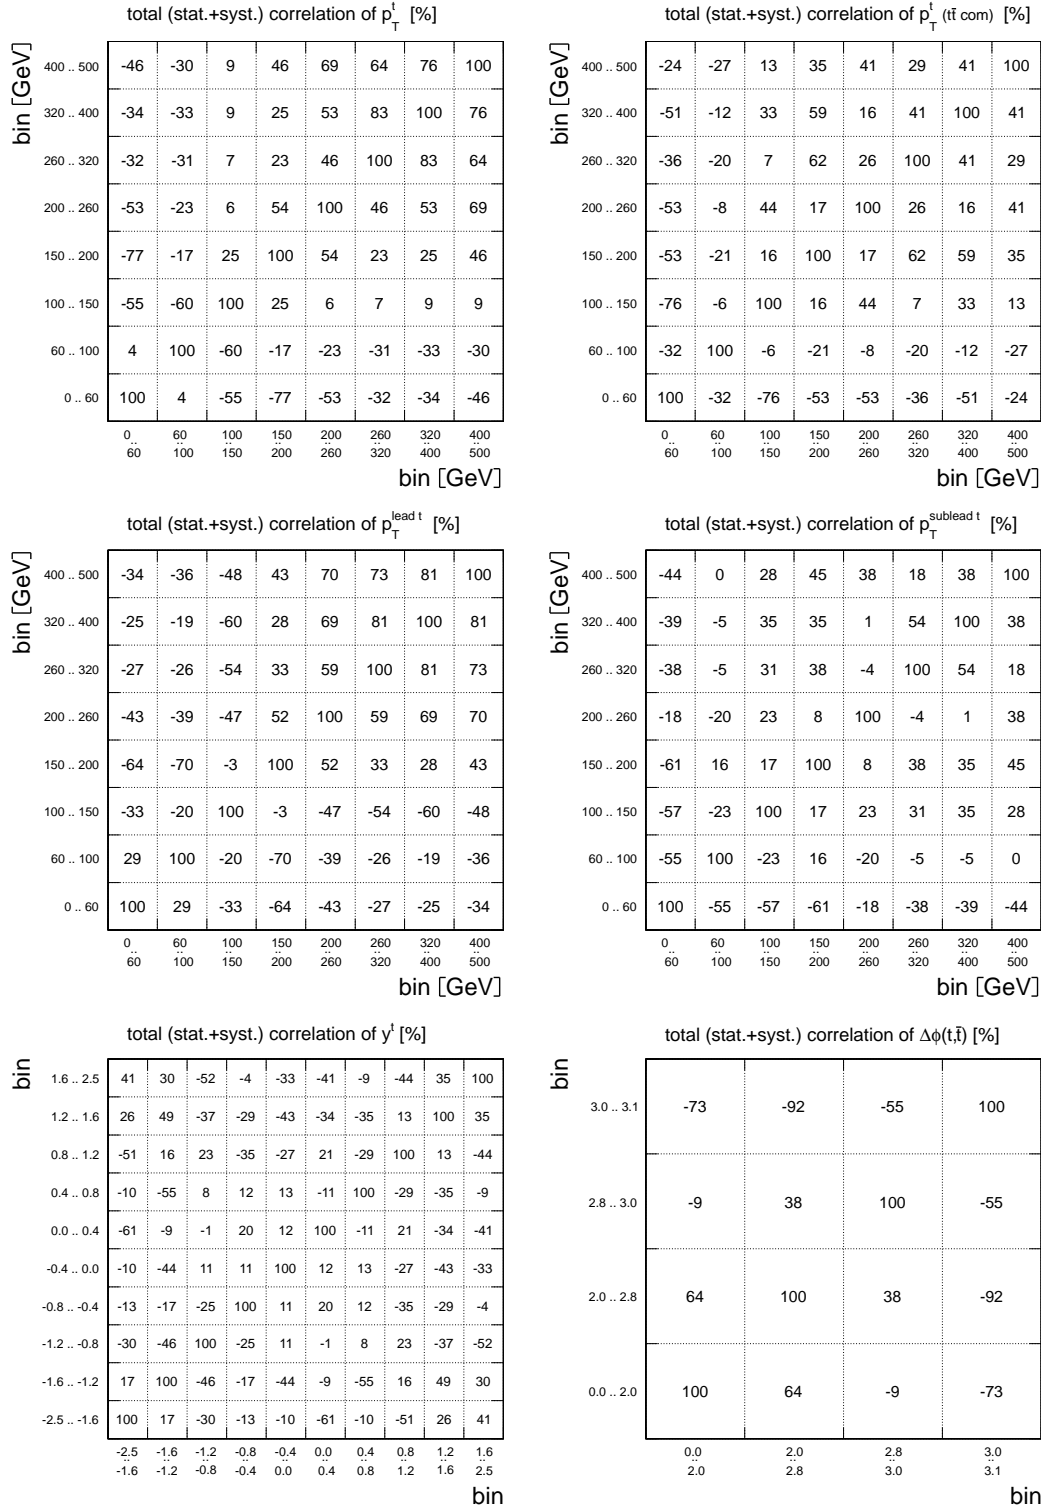 total (stat.+syst.) correlation of p_T^t [%]
bin [GeV]
400 .. 500 -46 -30 9 46 69 64 76 100
320 .. 400 -34 -33 9 25 53 83 100 76
260 .. 320 -32 -31 7 23 46 100 83 64
200 .. 260 -53 -23 6 54 100 46 53 69
150 .. 200 -77 -17 25 100 54 23 25 46
100 .. 150 -55 -60 100 25 6 7 9 9
60 .. 100 4 100 -60 -17 -23 -31 -33 -30
0 .. 60 100 4 -55 -77 -53 -32 -34 -46
0 60 100 150 200 260 320 400
.. .. .. .. .. .. .. ..
60 100 150 200 260 320 400 500
bin [GeV]
total (stat.+syst.) correlation of p_T^t (tt̄ com) [%]
bin [GeV]
400 .. 500 -24 -27 13 35 41 29 41 100
320 .. 400 -51 -12 33 59 16 41 100 41
260 .. 320 -36 -20 7 62 26 100 41 29
200 .. 260 -53 -8 44 17 100 26 16 41
150 .. 200 -53 -21 16 100 17 62 59 35
100 .. 150 -76 -6 100 16 44 7 33 13
60 .. 100 -32 100 -6 -21 -8 -20 -12 -27
0 .. 60 100 -32 -76 -53 -53 -36 -51 -24
0 60 100 150 200 260 320 400
.. .. .. .. .. .. .. ..
60 100 150 200 260 320 400 500
bin [GeV]
total (stat.+syst.) correlation of p_T^lead t [%]
bin [GeV]
400 .. 500 -34 -36 -48 43 70 73 81 100
320 .. 400 -25 -19 -60 28 69 81 100 81
260 .. 320 -27 -26 -54 33 59 100 81 73
200 .. 260 -43 -39 -47 52 100 59 69 70
150 .. 200 -64 -70 -3 100 52 33 28 43
100 .. 150 -33 -20 100 -3 -47 -54 -60 -48
60 .. 100 29 100 -20 -70 -39 -26 -19 -36
0 .. 60 100 29 -33 -64 -43 -27 -25 -34
0 60 100 150 200 260 320 400
.. .. .. .. .. .. .. ..
60 100 150 200 260 320 400 500
bin [GeV]
total (stat.+syst.) correlation of p_T^sublead t [%]
bin [GeV]
400 .. 500 -44 0 28 45 38 18 38 100
320 .. 400 -39 -5 35 35 1 54 100 38
260 .. 320 -38 -5 31 38 -4 100 54 18
200 .. 260 -18 -20 23 8 100 -4 1 38
150 .. 200 -61 16 17 100 8 38 35 45
100 .. 150 -57 -23 100 17 23 31 35 28
60 .. 100 -55 100 -23 16 -20 -5 -5 0
0 .. 60 100 -55 -57 -61 -18 -38 -39 -44
0 60 100 150 200 260 320 400
.. .. .. .. .. .. .. ..
60 100 150 200 260 320 400 500
bin [GeV]
total (stat.+syst.) correlation of y^t [%]
bin
1.6 .. 2.5 41 30 -52 -4 -33 -41 -9 -44 35 100
1.2 .. 1.6 26 49 -37 -29 -43 -34 -35 13 100 35
0.8 .. 1.2 -51 16 23 -35 -27 21 -29 100 13 -44
0.4 .. 0.8 -10 -55 8 12 13 -11 100 -29 -35 -9
0.0 .. 0.4 -61 -9 -1 20 12 100 -11 21 -34 -41
-0.4 .. 0.0 -10 -44 11 11 100 12 13 -27 -43 -33
-0.8 .. -0.4 -13 -17 -25 100 11 20 12 -35 -29 -4
-1.2 .. -0.8 -30 -46 100 -25 11 -1 8 23 -37 -52
-1.6 .. -1.2 17 100 -46 -17 -44 -9 -55 16 49 30
-2.5 .. -1.6 100 17 -30 -13 -10 -61 -10 -51 26 41
-2.5 -1.6 -1.2 -0.8 -0.4 0.0 0.4 0.8 1.2 1.6
.. .. .. .. .. .. .. .. .. ..
-1.6 -1.2 -0.8 -0.4 0.0 0.4 0.8 1.2 1.6 2.5
bin
total (stat.+syst.) correlation of Δϕ(t,t̄) [%]
bin
3.0 .. 3.1 -73 -92 -55 100
2.8 .. 3.0 -9 38 100 -55
2.0 .. 2.8 64 100 38 -92
0.0 .. 2.0 100 64 -9 -73
0.0 2.0 2.8 3.0
.. .. .. ..
2.0 2.8 3.0 3.1
bin